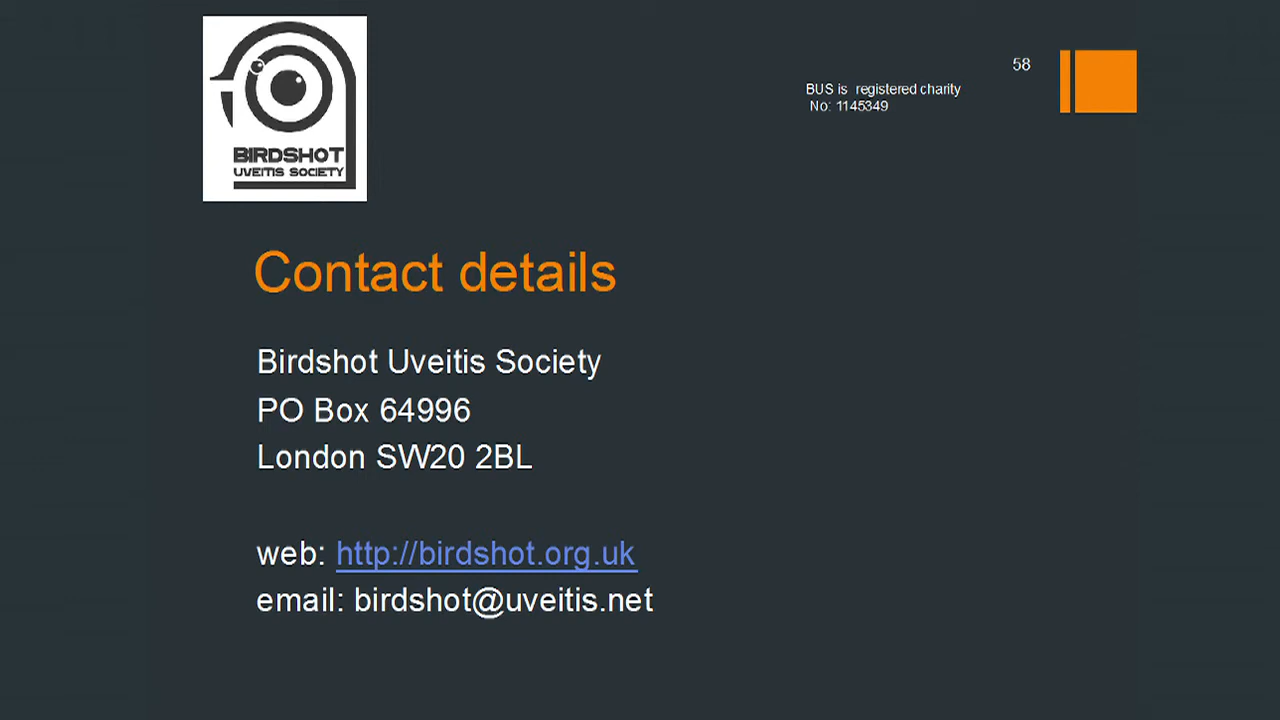 BIRDSHOT
UVEITIS SOCIETY
58
BUS is registered charity
No: 1145349
Contact details
Birdshot Uveitis Society
PO Box 64996
London SW20 2BL
web: http://birdshot.org.uk
email: birdshot@uveitis.net